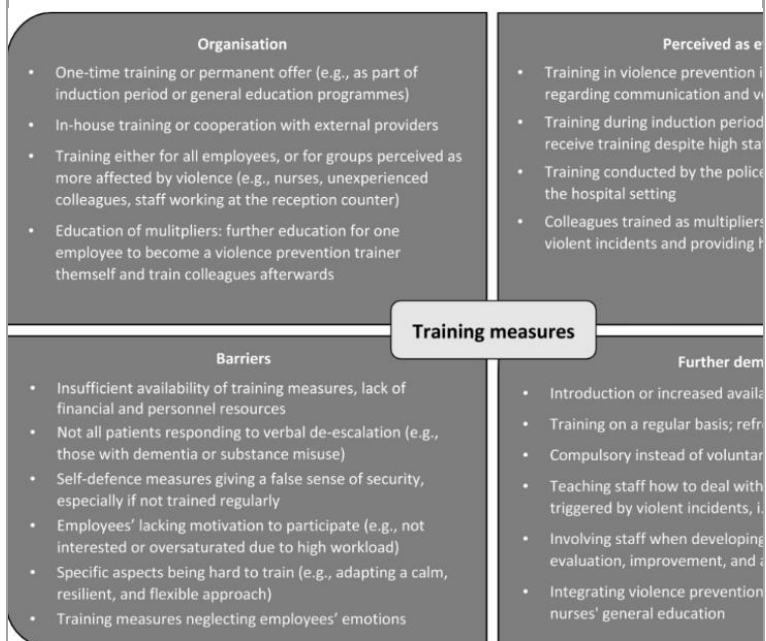 Organisation
• One-time training or permanent offer (e.g., as part of
induction period or general education programmes)
• In-house training or cooperation with external providers
• Training either for all employees, or for groups perceived as
more affected by violence (e.g., nurses, unexperienced
colleagues, staff working at the reception counter)
• Education of mulitpliers: further education for one
employee to become a violence prevention trainer
themself and train colleagues afterwards
Perceived as
• Training in violence prevention
regarding communication and
• Training during induction period
receive training despite high
• Training conducted by the police
the hospital setting
• Colleagues trained as multipliers
violent incidents and providing
Training measures
Barriers
• Insufficient availability of training measures, lack of
financial and personnel resources
• Not all patients responding to verbal de-escalation (e.g.,
those with dementia or substance misuse)
• Self-defence measures giving a false sense of security,
especially if not trained regularly
• Employees' lacking motivation to participate (e.g., not
interested or oversaturated due to high workload)
• Specific aspects being hard to train (e.g., adapting a calm,
resilient, and flexible approach)
• Training measures neglecting employees' emotions
Further
• Introduction or increased
• Training on a regular basis;
• Compulsory instead of
• Teaching staff how to deal with
triggered by violent incidents,
• Involving staff when developing
evaluation, improvement, and
• Integrating violence prevention
nurses' general education